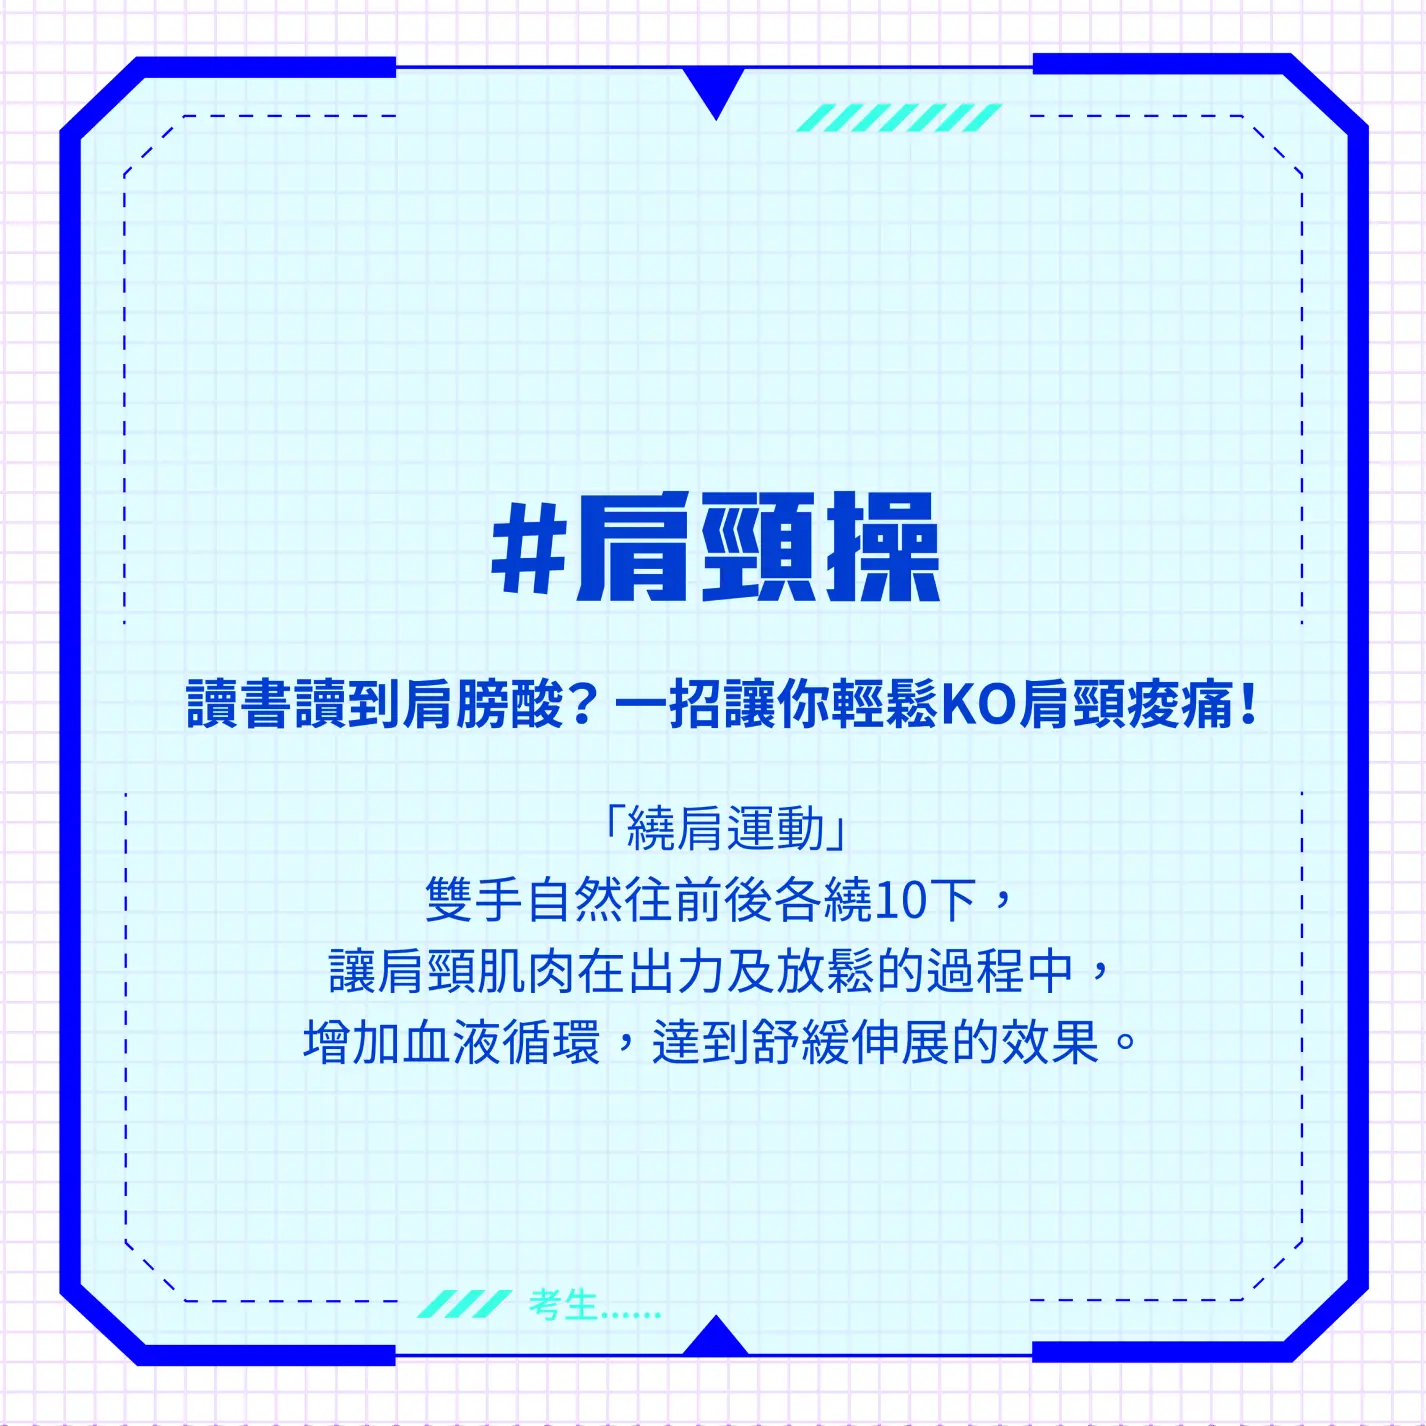 #肩頸操
讀書讀到肩膀酸？一招讓你輕鬆KO肩頸痠痛！
「繞肩運動」
雙手自然往前後各繞10下，
讓肩頸肌肉在出力及放鬆的過程中，
增加血液循環，達到舒緩伸展的效果。
考生......